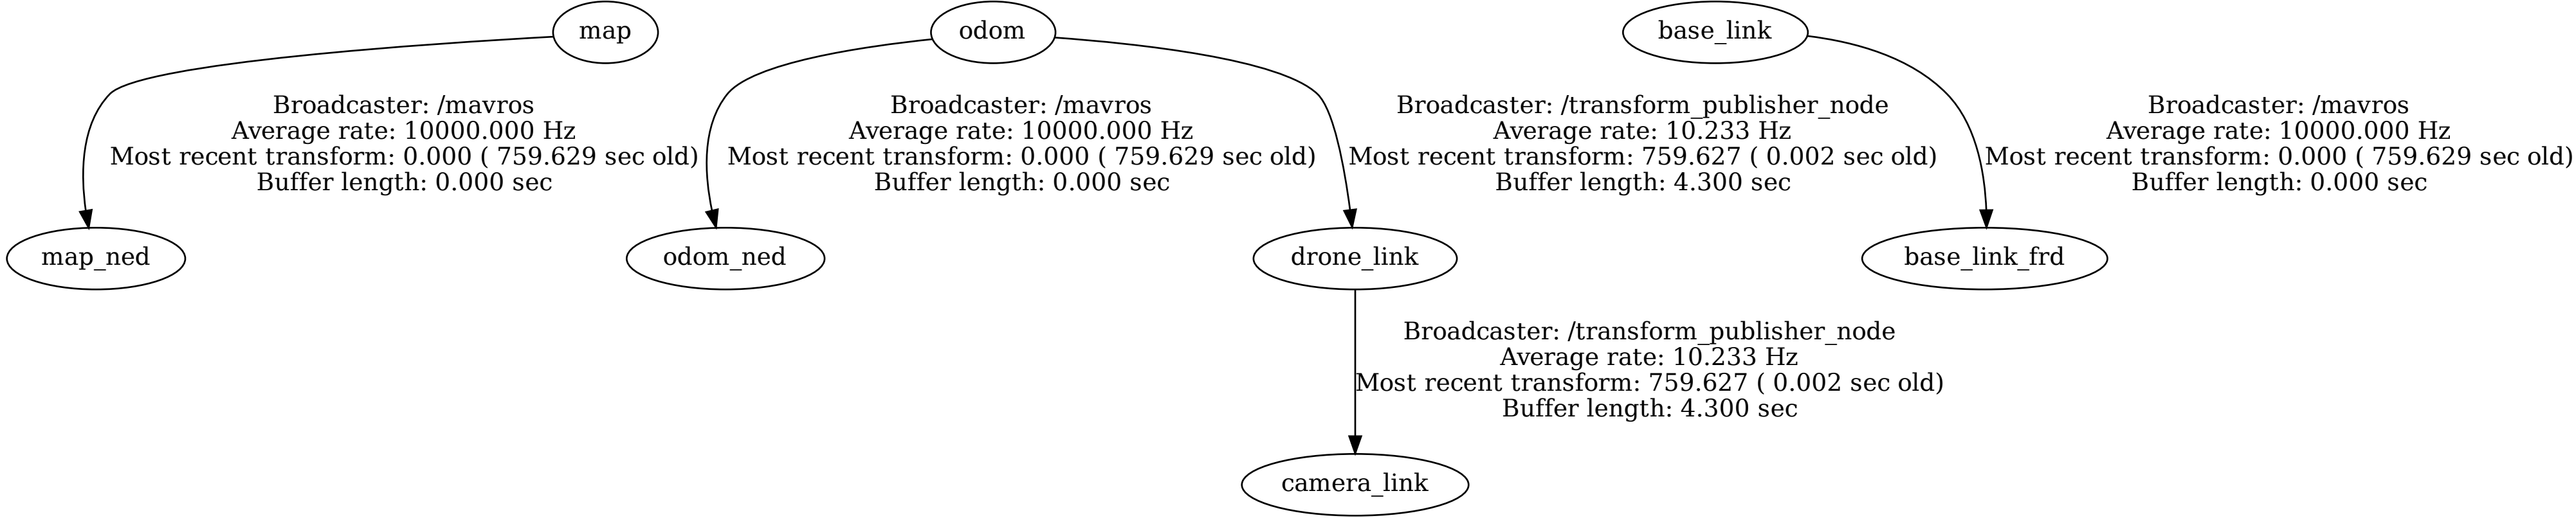 map
odom
base_link
Broadcaster: /mavros
Average rate: 10000.000 Hz
Most recent transform: 0.000 ( 759.629 sec old)
Buffer length: 0.000 sec
Broadcaster: /mavros
Average rate: 10000.000 Hz
Most recent transform: 0.000 ( 759.629 sec old)
Buffer length: 0.000 sec
Broadcaster: /transform_publisher_node
Average rate: 10.233 Hz
Most recent transform: 759.627 ( 0.002 sec old)
Buffer length: 4.300 sec
Broadcaster: /mavros
Average rate: 10000.000 Hz
Most recent transform: 0.000 ( 759.629 sec old)
Buffer length: 0.000 sec
map_ned
odom_ned
drone_link
base_link_frd
Broadcaster: /transform_publisher_node
Average rate: 10.233 Hz
Most recent transform: 759.627 ( 0.002 sec old)
Buffer length: 4.300 sec
camera_link